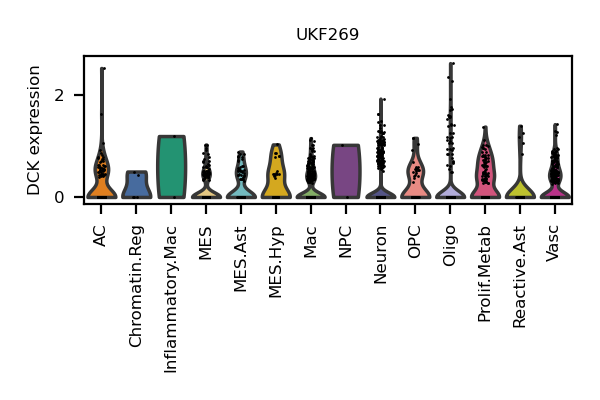 UKF269
DCK expression
2
0
AC
Chromatin.Reg
Inflammatory.Mac
MES
MES.Ast
MES.Hyp
Mac
NPC
Neuron
OPC
Oligo
Prolif.Metab
Reactive.Ast
Vasc